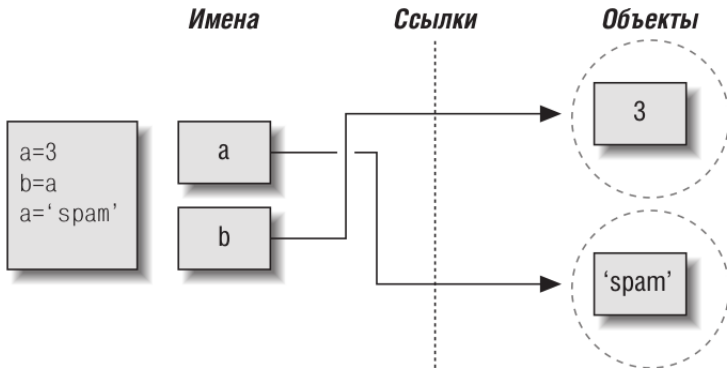 Имена Ссылки Объекты
a=3
b=a
a=‘spam’
a
b
3
‘spam’